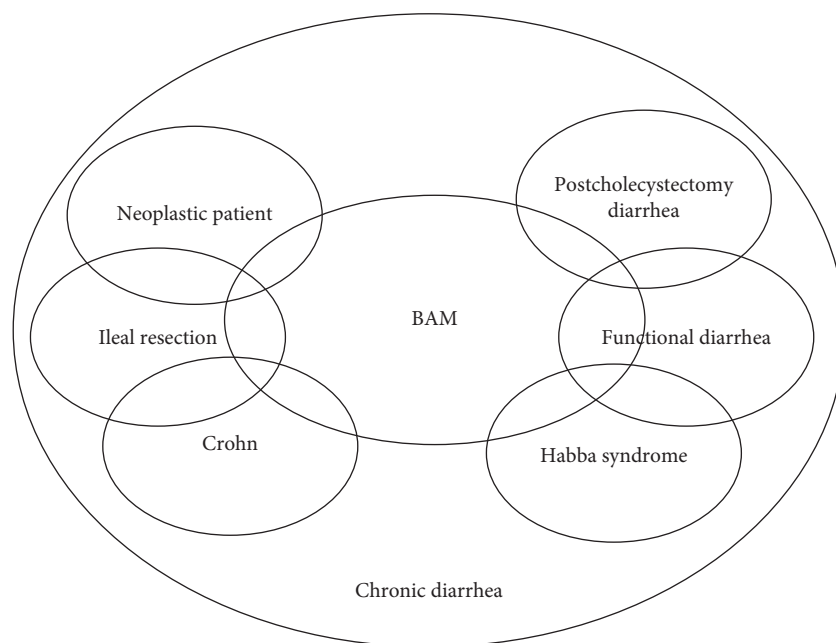 Postcholecystectomy
diarrhea
Neoplastic patient
BAM
Ileal resection
Functional diarrhea
Crohn
Habba syndrome
Chronic diarrhea